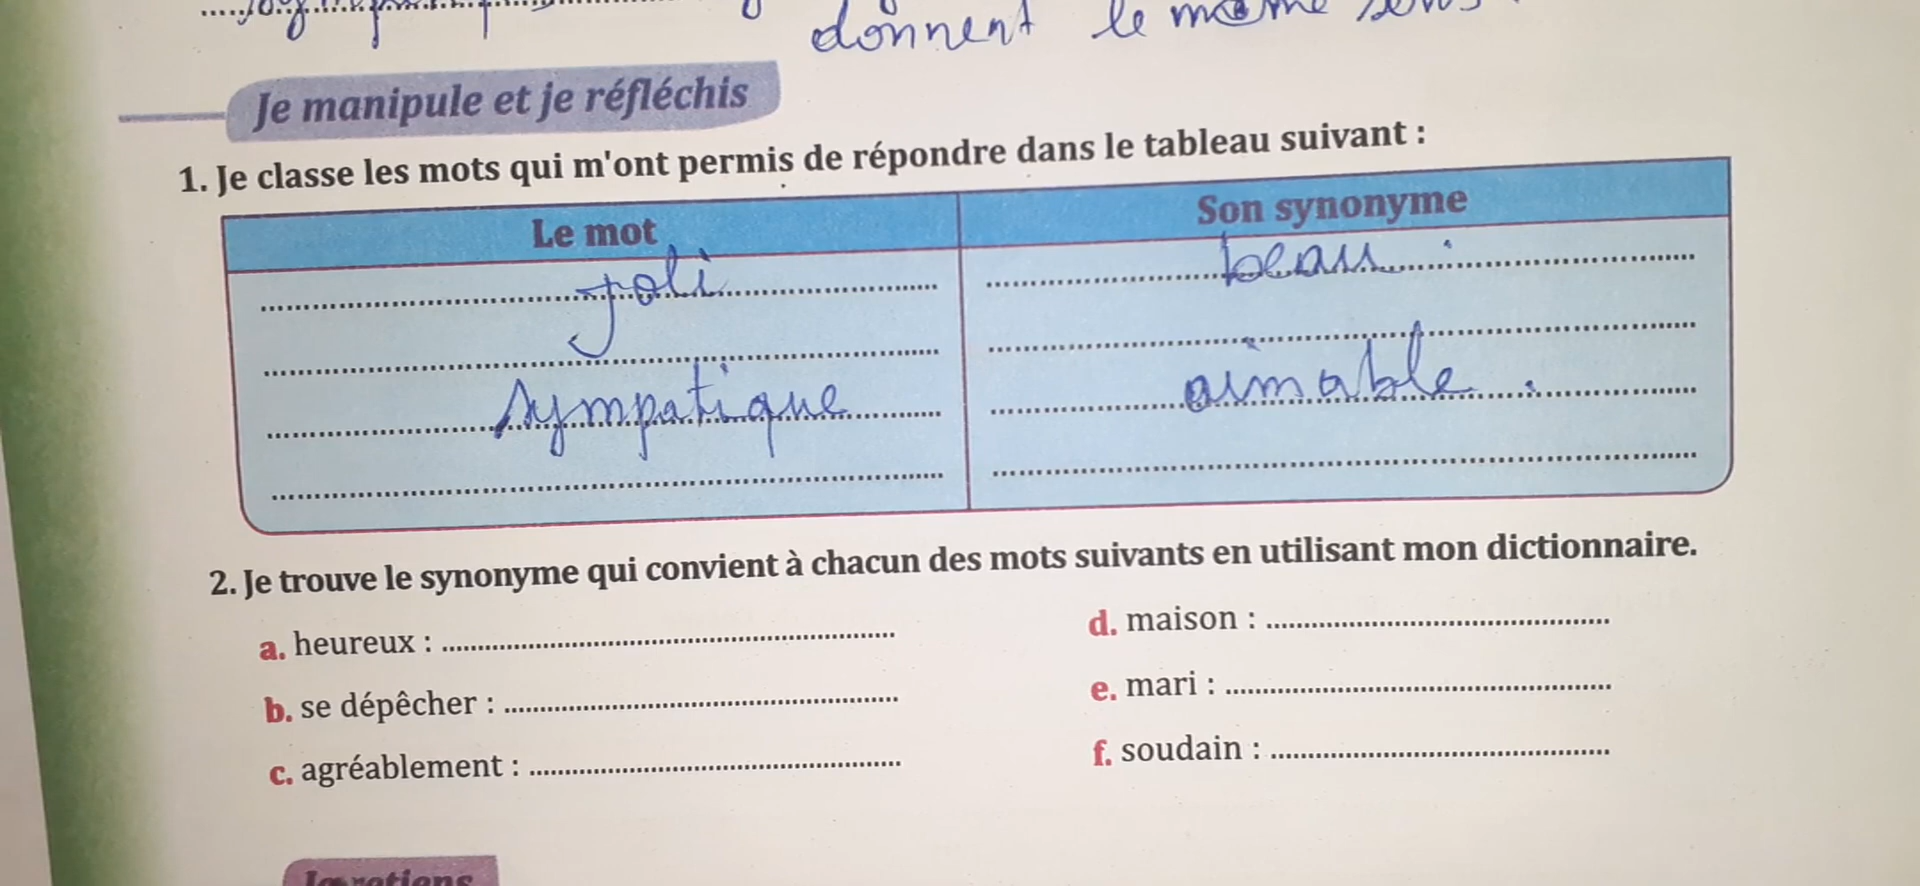 donnent le même sens.
Je manipule et je réfléchis
1. Je classe les mots qui m'ont permis de répondre dans le tableau suivant :
Le mot
Son synonyme
joli
beau
sympatique
aimable
2. Je trouve le synonyme qui convient à chacun des mots suivants en utilisant mon dictionnaire.
a. heureux :
d. maison :
b. se dépêcher :
e. mari :
c. agréablement :
f. soudain :